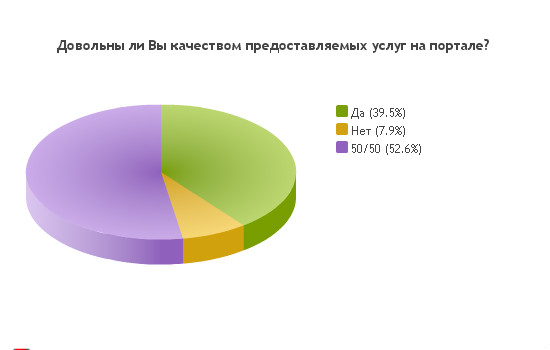 Довольны ли Вы качеством предоставляемых услуг на портале?
Да (39.5%)
Нет (7.9%)
50/50 (52.6%)